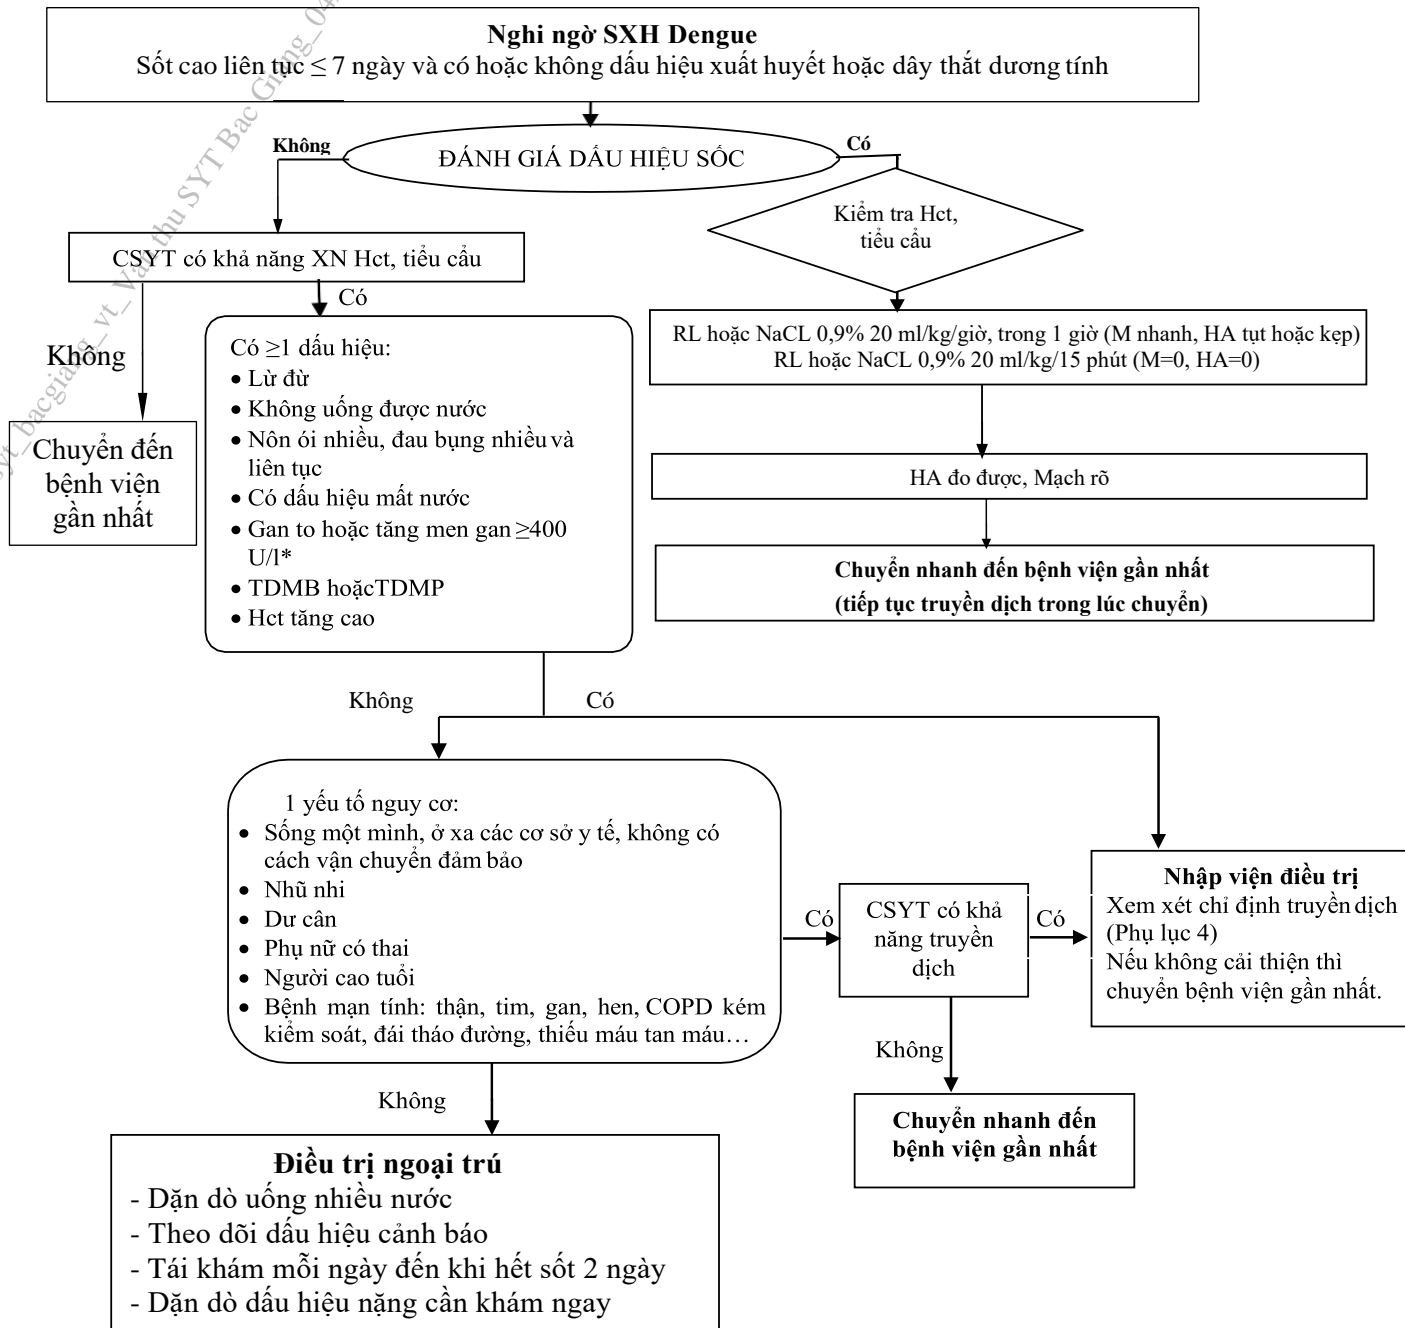 Nghi ngờ SXH Dengue
Sốt cao liên tục ≤ 7 ngày và có hoặc không dấu hiệu xuất huyết hoặc dây thắt dương tính
Không
ĐÁNH GIÁ DẤU HIỆU SỐC
Có
Kiểm tra Hct,
tiểu cầu
CSYT có khả năng XN Hct, tiểu cầu
Có
Không
Chuyển đến
bệnh viện
gần nhất
Có ≥1 dấu hiệu:
• Lừ đừ
• Không uống được nước
• Nôn ói nhiều, đau bụng nhiều và
liên tục
• Có dấu hiệu mất nước
• Gan to hoặc tăng men gan ≥400
U/l*
• TDMB hoặcTDMP
• Hct tăng cao
RL hoặc NaCL 0,9% 20 ml/kg/giờ, trong 1 giờ (M nhanh, HA tụt hoặc kẹp)
RL hoặc NaCL 0,9% 20 ml/kg/15 phút (M=0, HA=0)
HA đo được, Mạch rõ
Chuyển nhanh đến bệnh viện gần nhất
(tiếp tục truyền dịch trong lúc chuyển)
Không
Có
1 yếu tố nguy cơ:
• Sống một mình, ở xa các cơ sở y tế, không có
cách vận chuyển đảm bảo
• Nhũ nhi
• Dư cân
• Phụ nữ có thai
• Người cao tuổi
• Bệnh mạn tính: thận, tim, gan, hen, COPD kém
kiểm soát, đái tháo đường, thiếu máu tan máu…
Có
CSYT có khả
năng truyền
dịch
Có
Nhập viện điều trị
Xem xét chỉ định truyền dịch
(Phụ lục 4)
Nếu không cải thiện thì
chuyển bệnh viện gần nhất.
Không
Chuyển nhanh đến
bệnh viện gần nhất
Không
Điều trị ngoại trú
- Dặn dò uống nhiều nước
- Theo dõi dấu hiệu cảnh báo
- Tái khám mỗi ngày đến khi hết sốt 2 ngày
- Dặn dò dấu hiệu nặng cần khám ngay
syt_bacgiang_vt_Van thu SYT Bac Giang_04